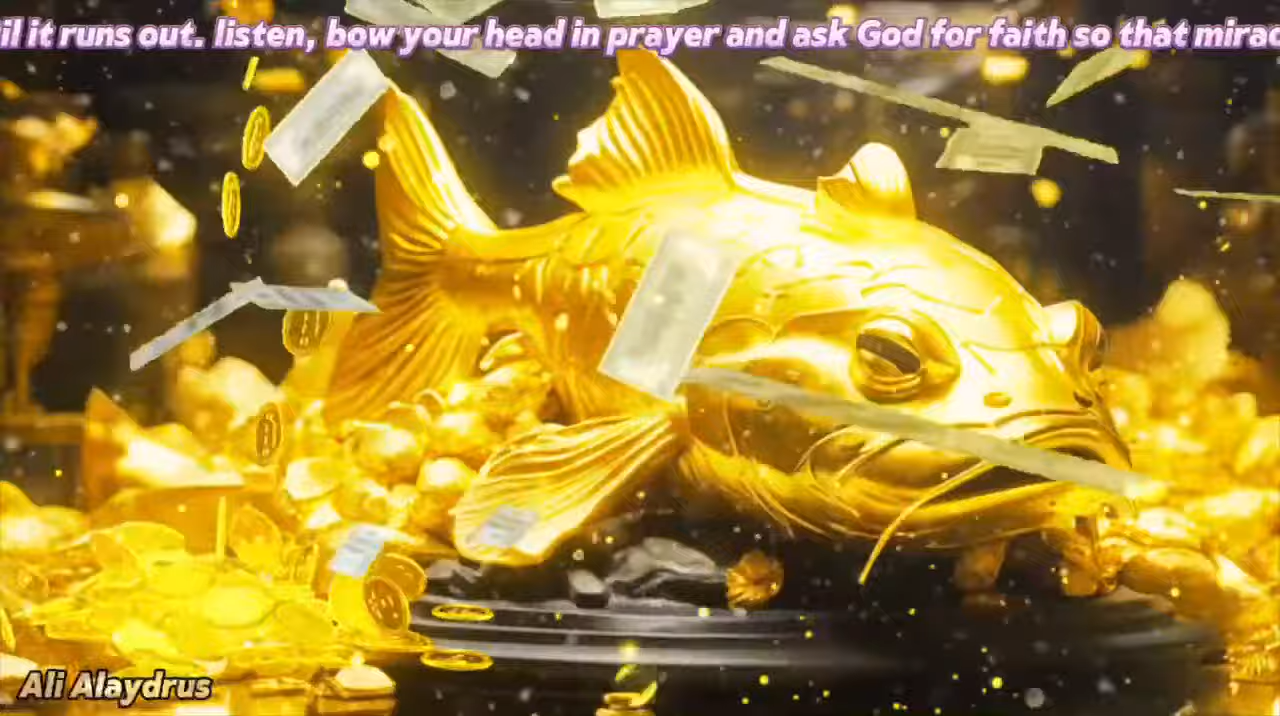 il it runs out. listen, bow your head in prayer and ask God for faith so that mirac
Ali Alaydrus